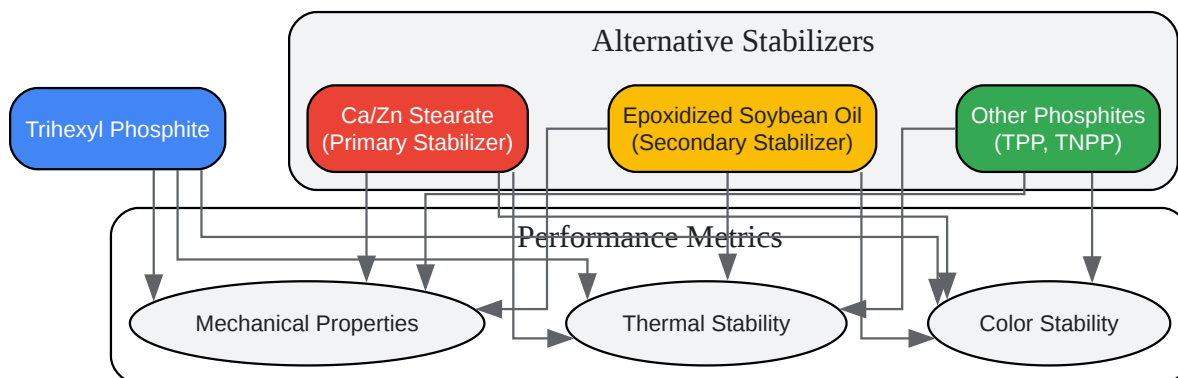 Alternative Stabilizers
Trihexyl Phosphite
Ca/Zn Stearate
(Primary Stabilizer)
Epoxidized Soybean Oil
(Secondary Stabilizer)
Other Phosphites
(TPP, TNPP)
Performance Metrics
Mechanical Properties
Thermal Stability
Color Stability